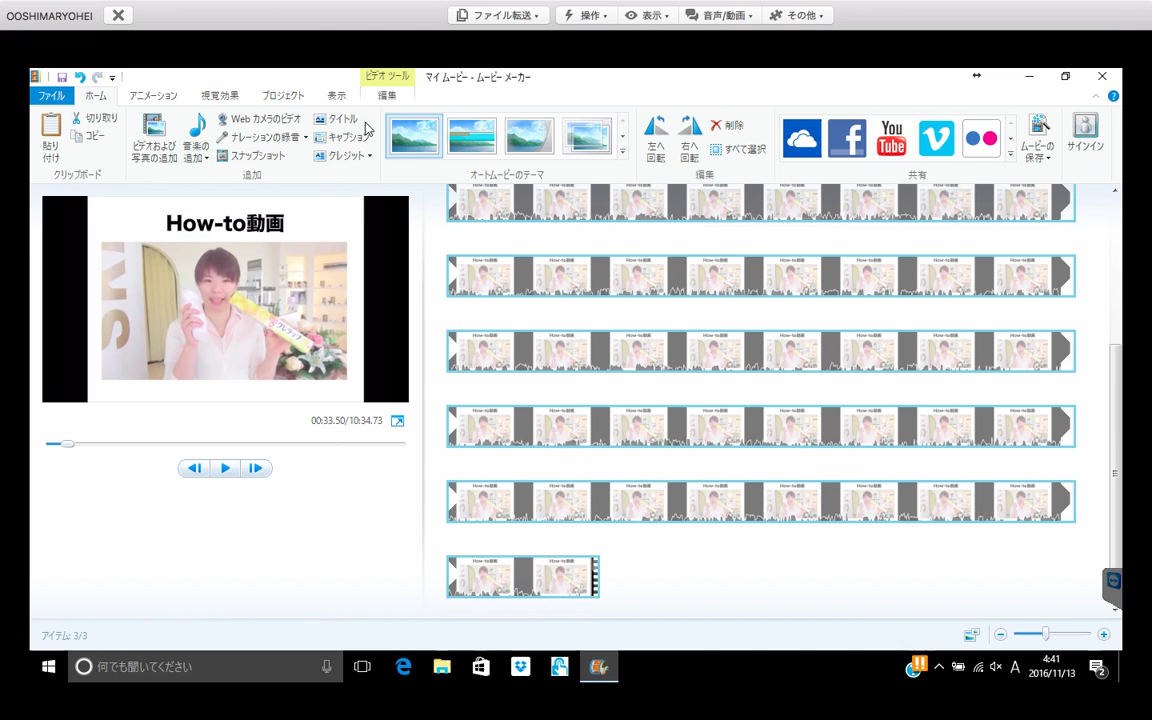 OOSHIMARYOHEI
ファイル転送
操作
表示
音声/動画
その他
ビデオ ツール
マイ ムービー - ムービー メーカー
ファイル
ホーム
アニメーション
視覚効果
プロジェクト
表示
編集
貼り付け
切り取り
コピー
クリップボード
ビデオおよび写真の追加
音楽の追加
Web カメラのビデオ
ナレーションの録音
スナップショット
タイトル
キャプション
クレジット
追加
オートムービーのテーマ
左へ回転
右へ回転
削除
すべて選択
編集
You Tube
共有
ムービーの保存
サインイン
How-to動画
クレラップ
00:33.50/10:34.73
アイテム: 3/3
何でも聞いてください
A
4:41
2016/11/13
2